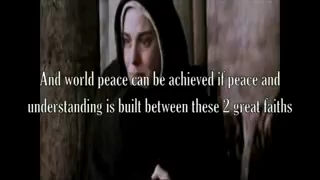 And world peace can be achieved if peace and
understanding is built between these 2 great faiths